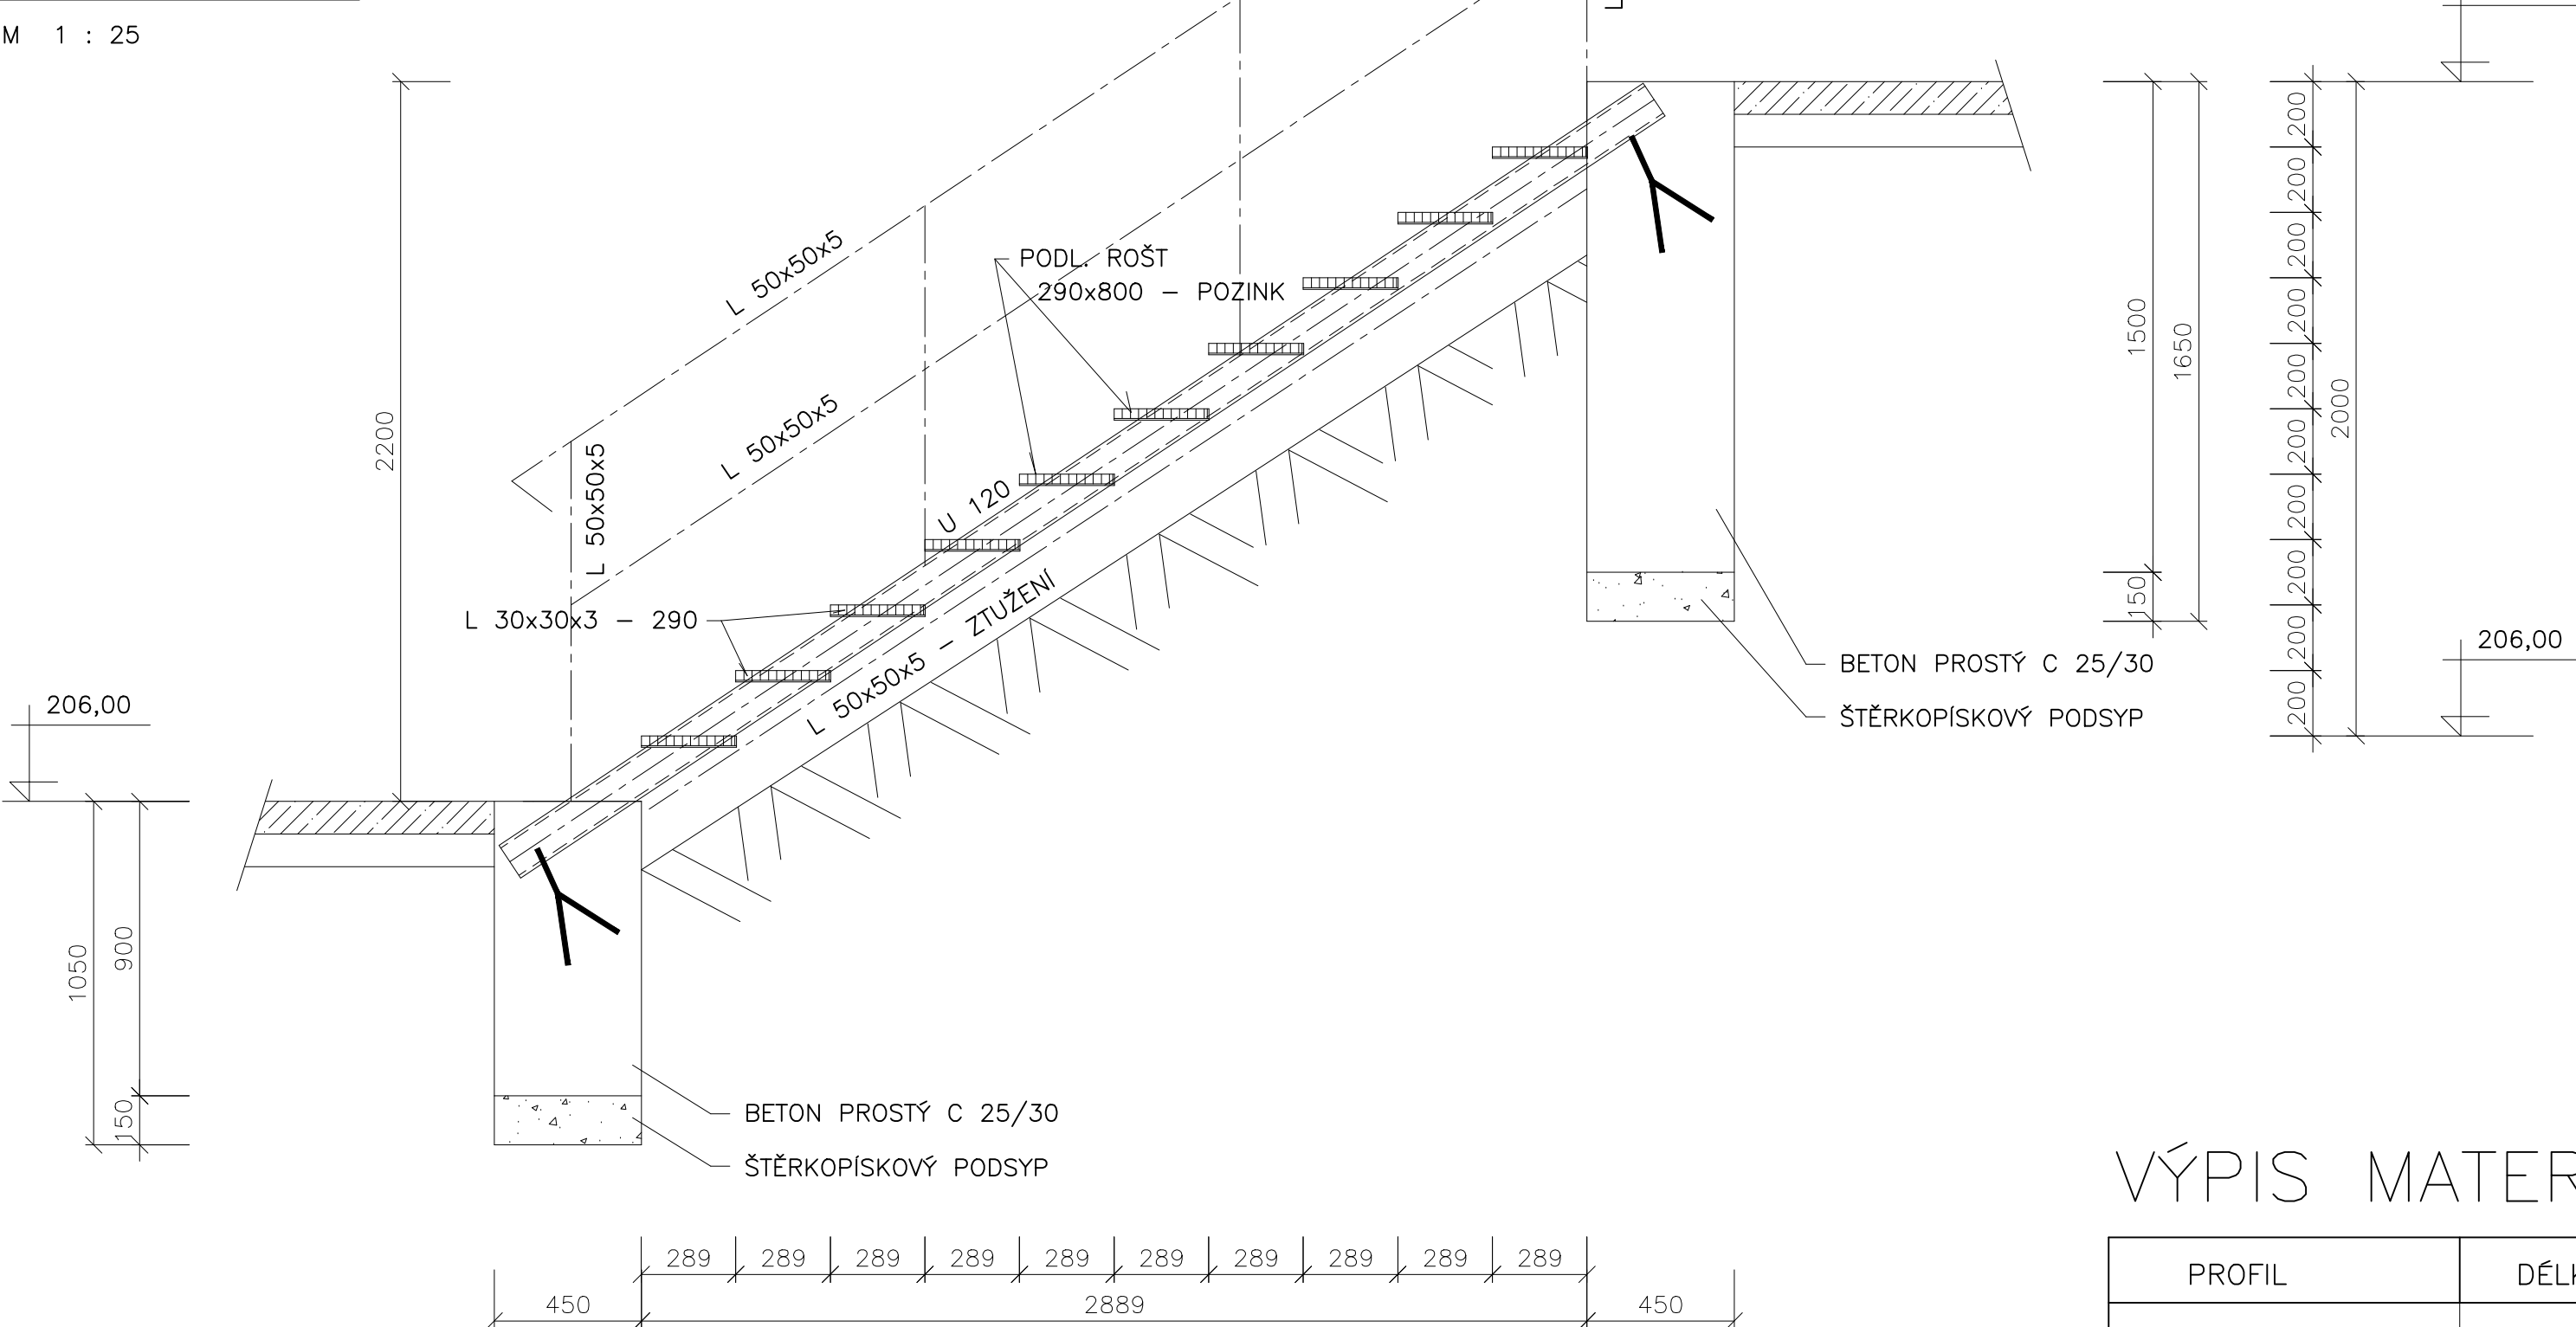 M 1 : 25
L 50x50x5
PODL. ROŠT
290x800 – POZINK
L 50x50x5
L 50x50x5
U 120
L 30x30x3 – 290
L 50x50x5 – ZTUŽENÍ
2200
206,00
1050
900
150
BETON PROSTÝ C 25/30
ŠTĚRKOPÍSKOVÝ PODSYP
1500
1650
150
200
200
200
200
200
200
200
200
200
200
2000
206,00
BETON PROSTÝ C 25/30
ŠTĚRKOPÍSKOVÝ PODSYP
289 289 289 289 289 289 289 289 289 289
450 2889 450
VÝPIS MATER
PROFIL DÉLK